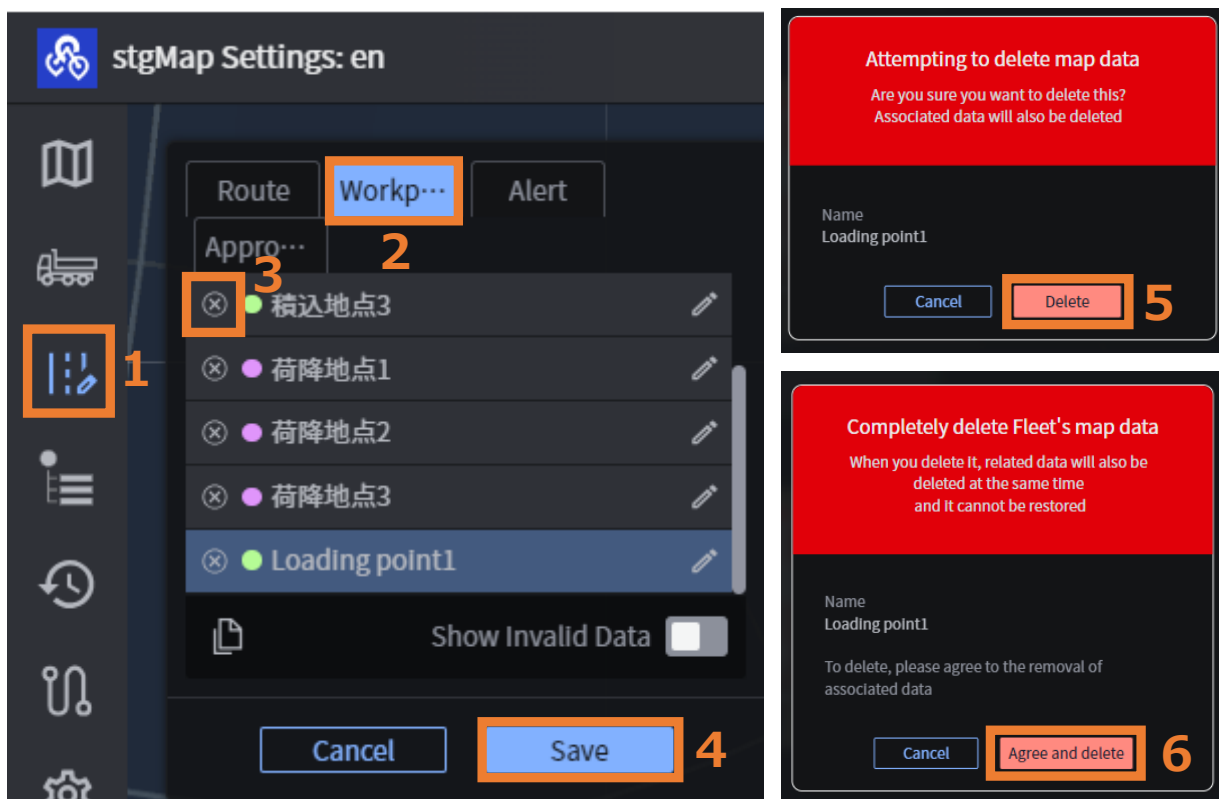 stgMap Settings: en
1
Route
Workp…
Alert
2
Appro…
3
積込地点3
荷降地点1
荷降地点2
荷降地点3
Loading point1
Show Invalid Data
Cancel
Save
4
Attempting to delete map data
Are you sure you want to delete this?
Associated data will also be deleted
Name
Loading point1
Cancel
Delete
5
Completely delete Fleet's map data
When you delete it, related data will also be
deleted at the same time
and it cannot be restored
Name
Loading point1
To delete, please agree to the removal of
associated data
Cancel
Agree and delete
6